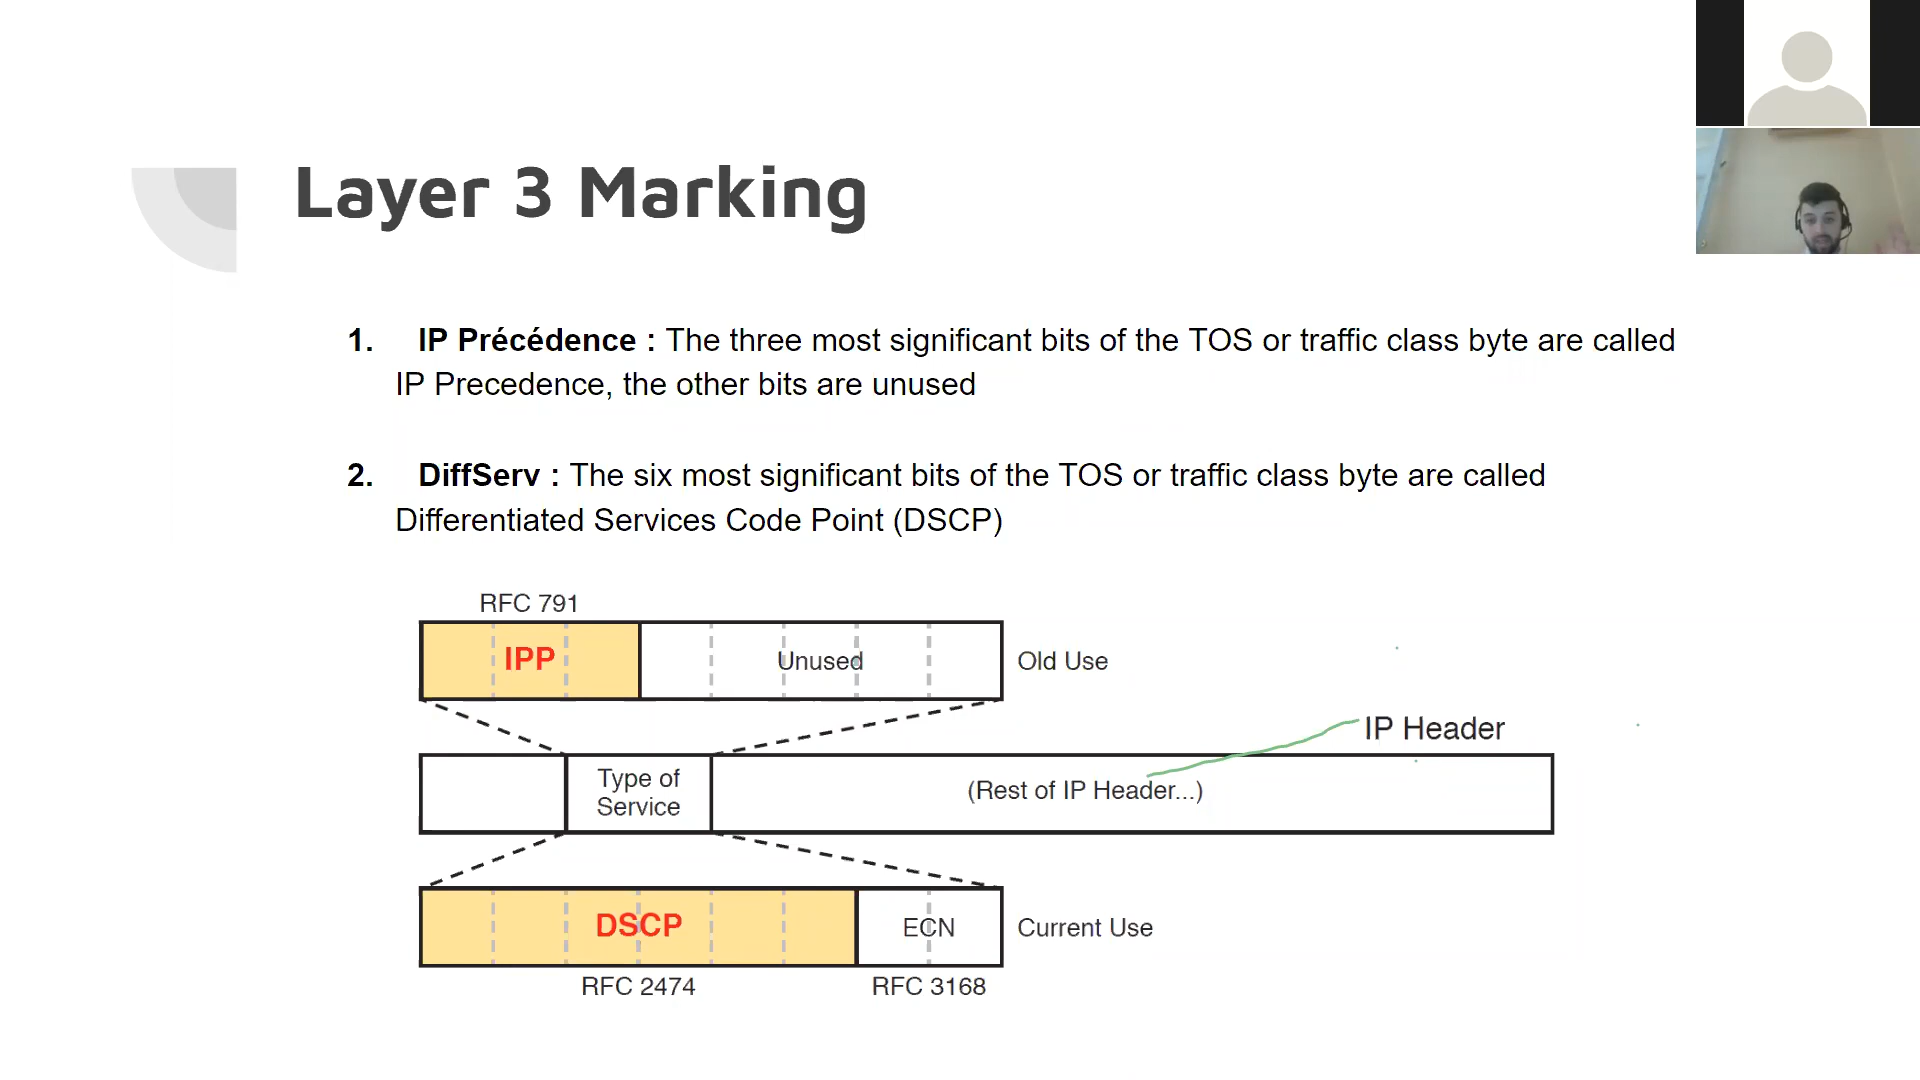 Layer 3 Marking
1. IP Précédence : The three most significant bits of the TOS or traffic class byte are called
IP Precedence, the other bits are unused
2. DiffServ : The six most significant bits of the TOS or traffic class byte are called
Differentiated Services Code Point (DSCP)
RFC 791
IPP Unused Old Use
IP Header
Type of
Service
(Rest of IP Header...)
DSCP ECN Current Use
RFC 2474 RFC 3168